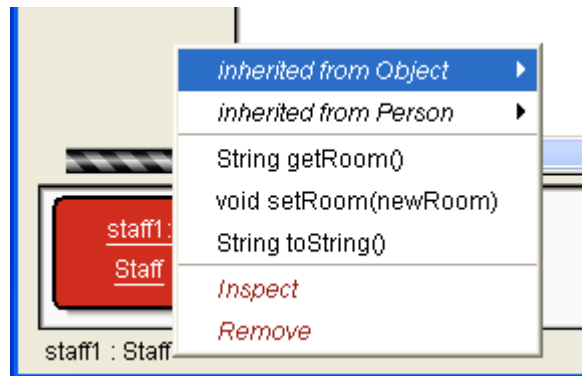 inherited from Object
inherited from Person
String getRoom()
void setRoom(newRoom)
String toString()
Inspect
Remove
staff1:
Staff
staff1 : Staff